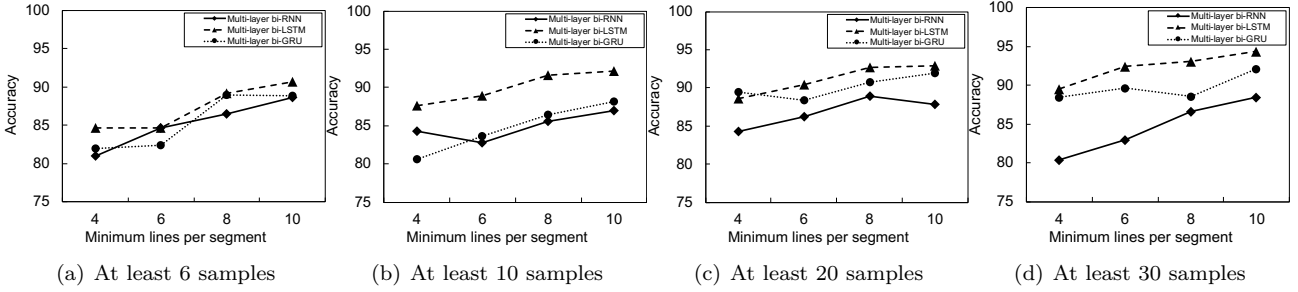 100
95
90
85
80
75
Accuracy
Multi-layer bi-RNN
Multi-layer bi-LSTM
Multi-layer bi-GRU
4 6 8 10
Minimum lines per segment
(a) At least 6 samples
100
95
90
85
80
75
Accuracy
Multi-layer bi-RNN
Multi-layer bi-LSTM
Multi-layer bi-GRU
4 6 8 10
Minimum lines per segment
(b) At least 10 samples
100
95
90
85
80
75
Accuracy
Multi-layer bi-RNN
Multi-layer bi-LSTM
Multi-layer bi-GRU
4 6 8 10
Minimum lines per segment
(c) At least 20 samples
100
95
90
85
80
75
Accuracy
Multi-layer bi-RNN
Multi-layer bi-LSTM
Multi-layer bi-GRU
4 6 8 10
Minimum lines per segment
(d) At least 30 samples